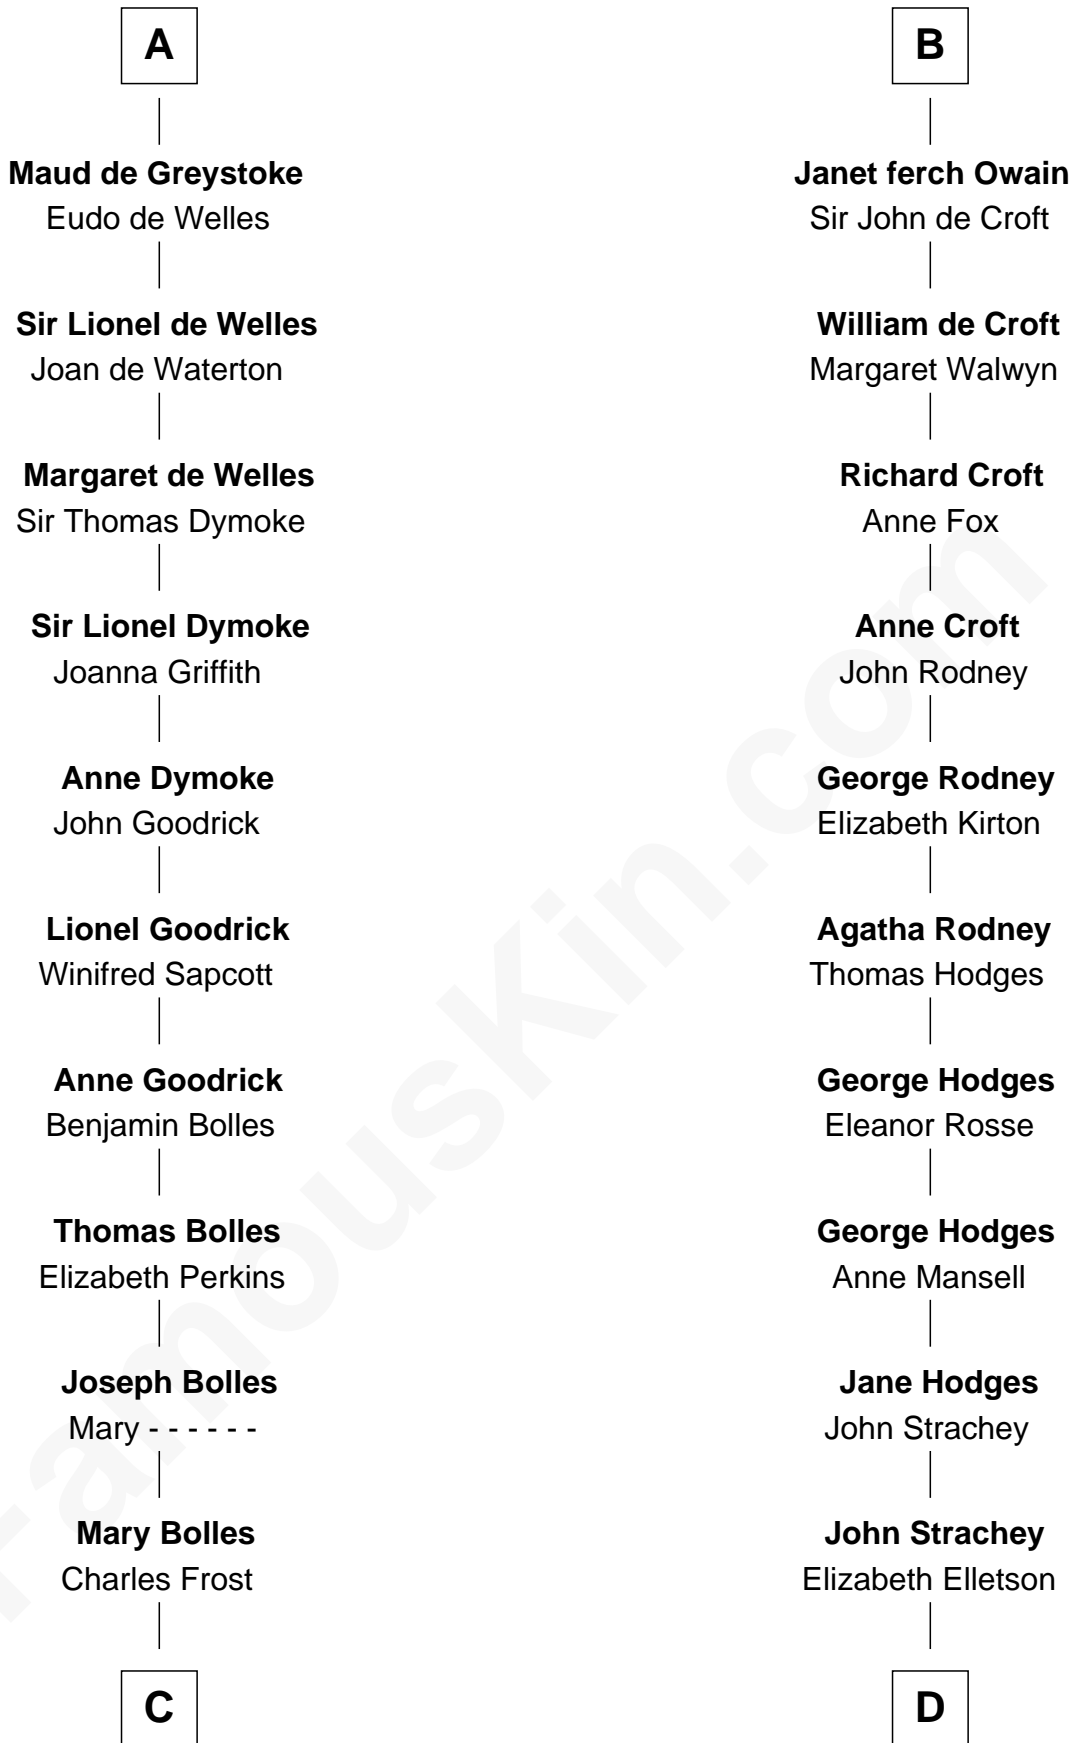 A
Maud de Greystoke
Eudo de Welles
Sir Lionel de Welles
Joan de Waterton
Margaret de Welles
Sir Thomas Dymoke
Sir Lionel Dymoke
Joanna Griffith
Anne Dymoke
John Goodrick
Lionel Goodrick
Winifred Sapcott
Anne Goodrick
Benjamin Bolles
Thomas Bolles
Elizabeth Perkins
Joseph Bolles
Mary - - - - - -
Mary Bolles
Charles Frost
C
B
Janet ferch Owain
Sir John de Croft
William de Croft
Margaret Walwyn
Richard Croft
Anne Fox
Anne Croft
John Rodney
George Rodney
Elizabeth Kirton
Agatha Rodney
Thomas Hodges
George Hodges
Eleanor Rosse
George Hodges
Anne Mansell
Jane Hodges
John Strachey
John Strachey
Elizabeth Elletson
D
FamousKin.com